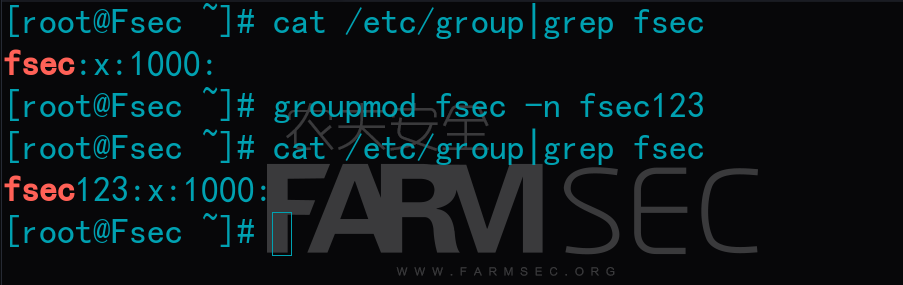 [root@Fsec ~]# cat /etc/group|grep fsec
fsec:x:1000:
[root@Fsec ~]# groupmod fsec -n fsec123
[root@Fsec ~]# cat /etc/group|grep fsec
fsec123:x:1000:
[root@Fsec ~]#
农夫安全
FARMSEC
WWW.FARMSEC.ORG